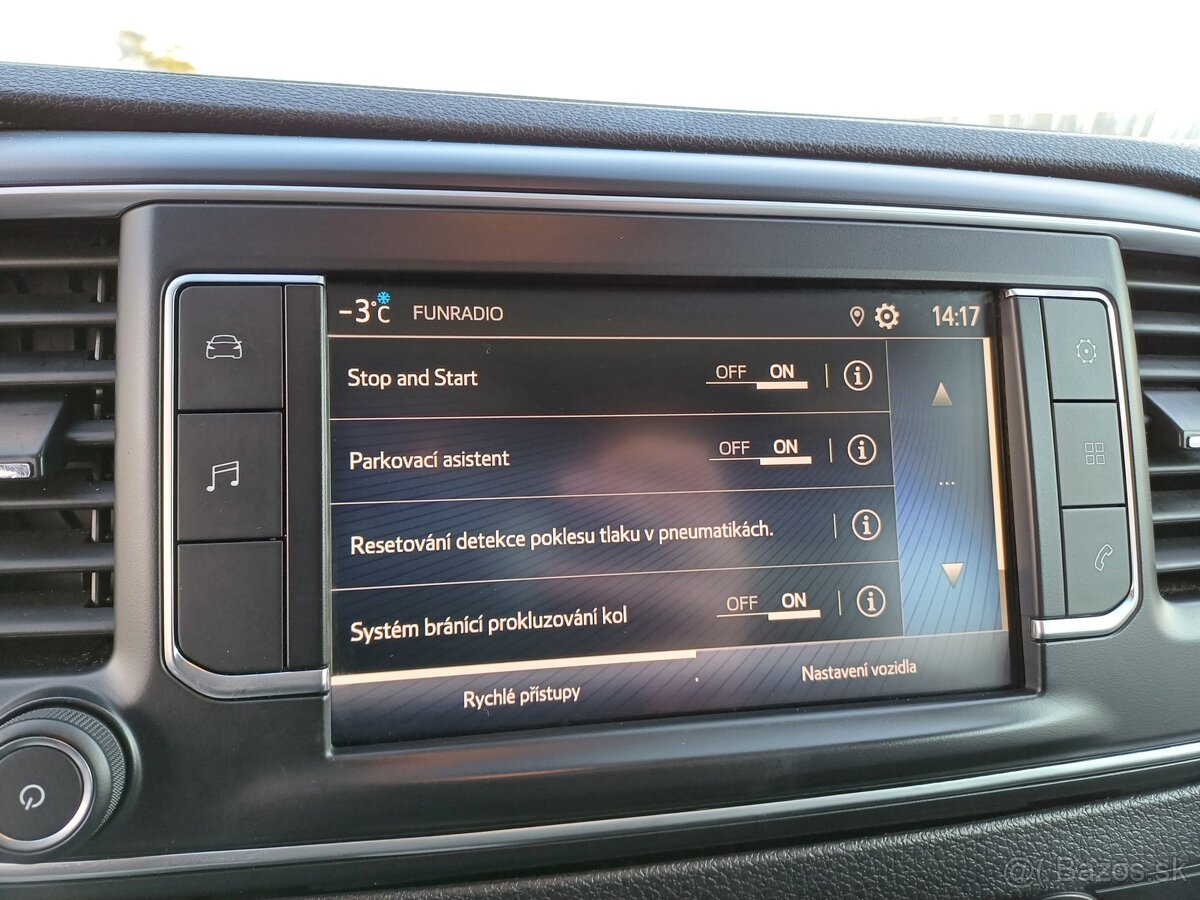 -3°C FUNRADIO 14:17
Stop and Start OFF ON
Parkovací asistent OFF ON
Resetování detekce poklesu tlaku v pneumatikách.
Systém bránící prokluzování kol OFF ON
Rychlé přístupy Nastavení vozidla
Bazos.sk